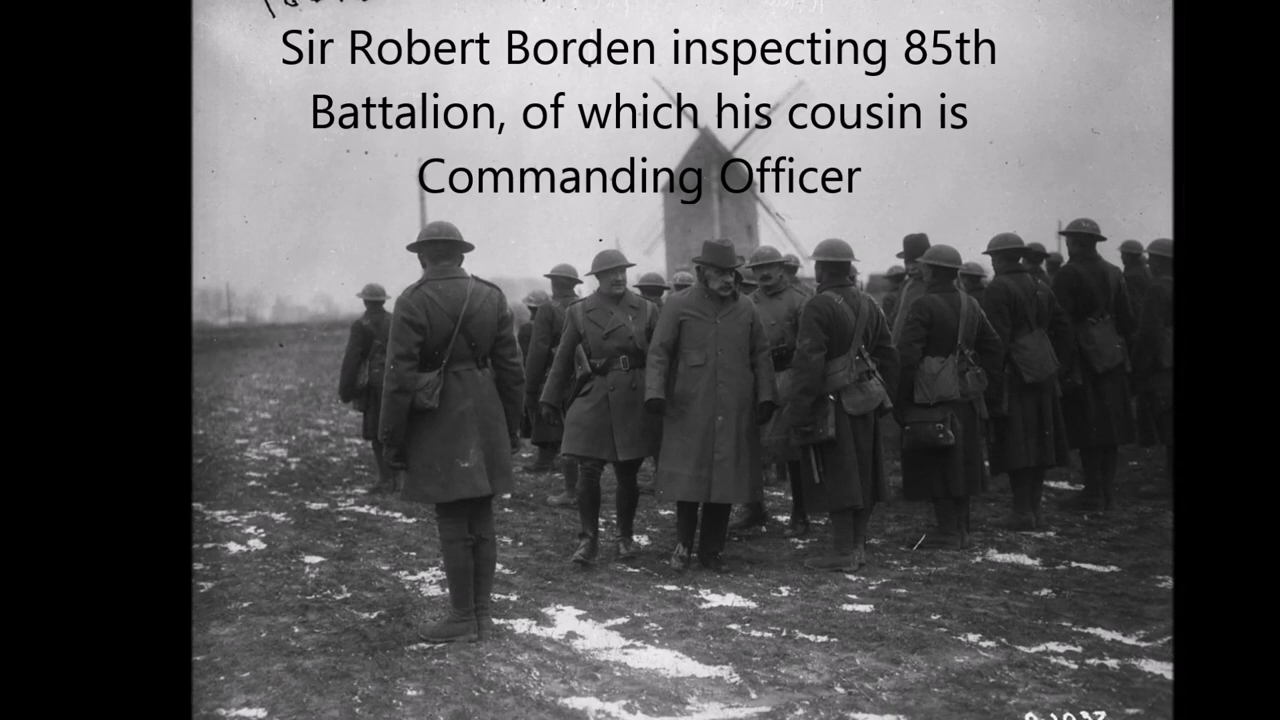 Sir Robert Borden inspecting 85th
Battalion, of which his cousin is
Commanding Officer